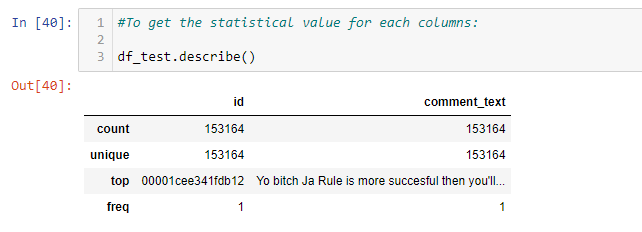 In [40]:
1 #To get the statistical value for each columns:
2
3 df_test.describe()
Out[40]:
id comment_text
count 153164 153164
unique 153164 153164
top 00001cee341fdb12 Yo bitch Ja Rule is more succesful then you'll...
freq 1 1